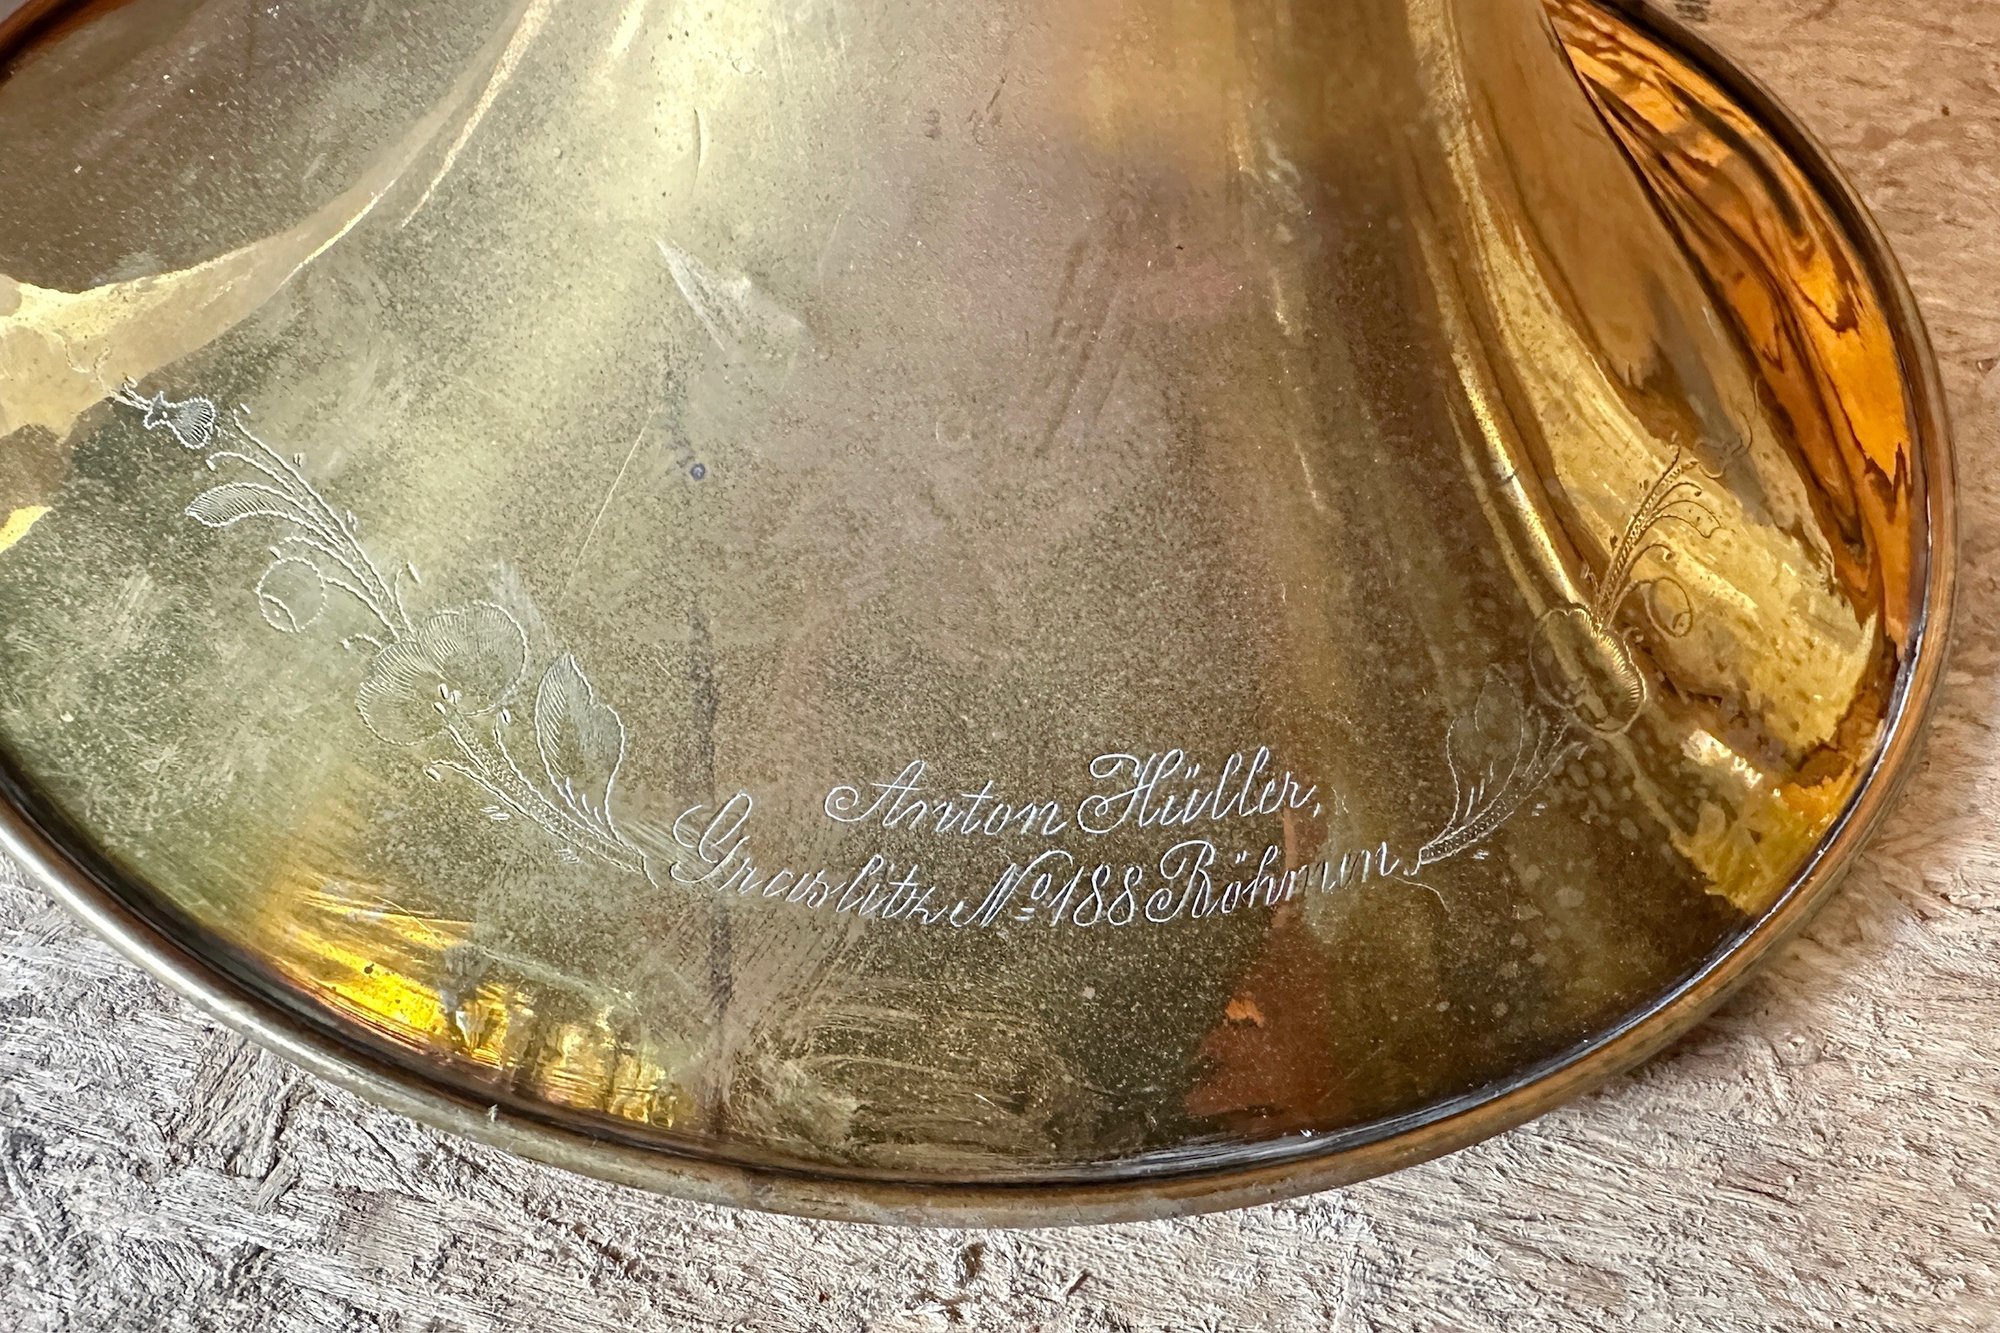 Anton Hüller,
Graslitz Nº 188 Böhmen.